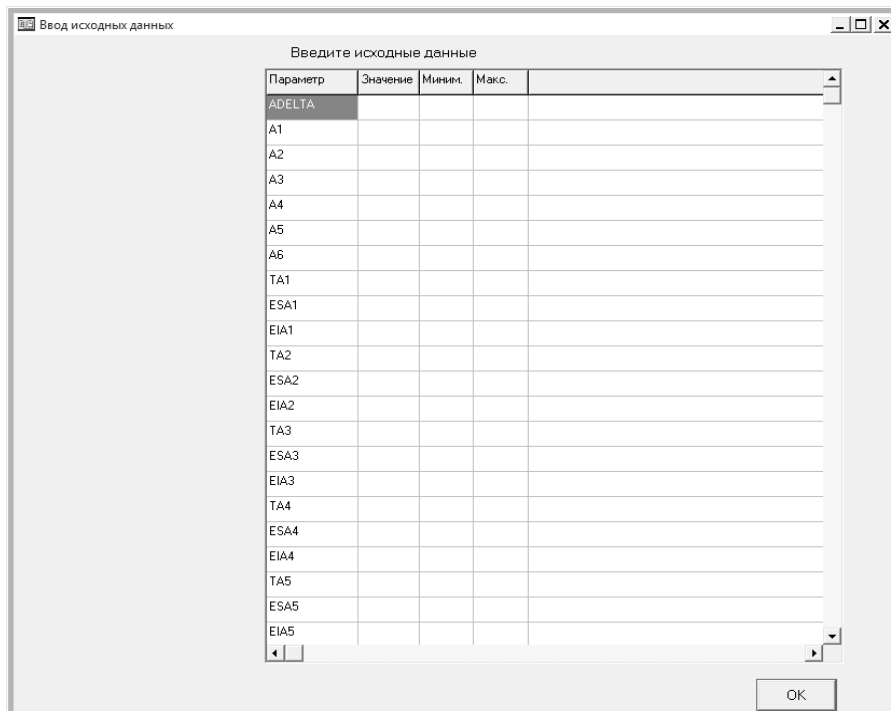 Ввод исходных данных
Введите исходные данные
Параметр Значение Миним. Макс.
ADELTA
A1
A2
A3
A4
A5
A6
TA1
ESA1
EIA1
TA2
ESA2
EIA2
TA3
ESA3
EIA3
TA4
ESA4
EIA4
TA5
ESA5
EIA5
OK